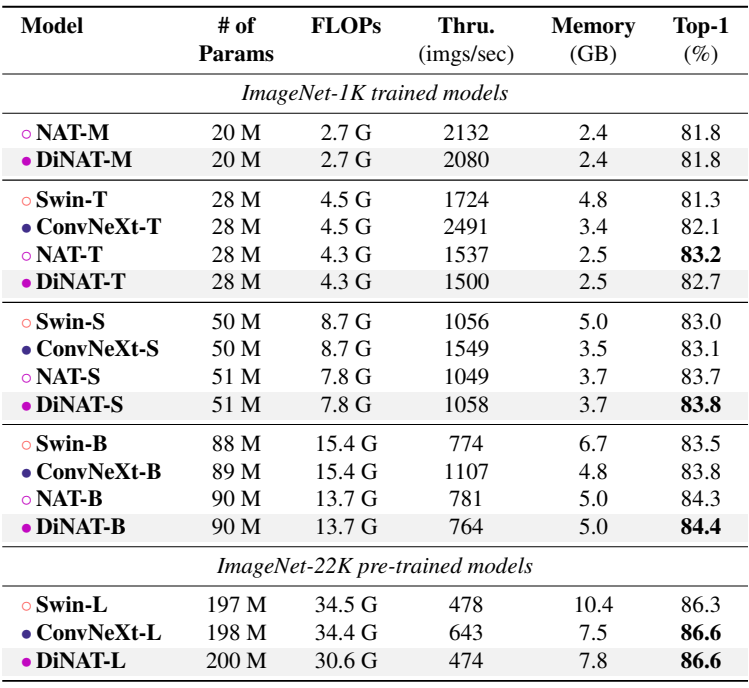 Model # of Params FLOPs Thru. (imgs/sec) Memory (GB) Top-1 (%)
ImageNet-1K trained models
○ NAT-M 20 M 2.7 G 2132 2.4 81.8
● DiNAT-M 20 M 2.7 G 2080 2.4 81.8
○ Swin-T 28 M 4.5 G 1724 4.8 81.3
● ConvNeXt-T 28 M 4.5 G 2491 3.4 82.1
○ NAT-T 28 M 4.3 G 1537 2.5 83.2
● DiNAT-T 28 M 4.3 G 1500 2.5 82.7
○ Swin-S 50 M 8.7 G 1056 5.0 83.0
● ConvNeXt-S 50 M 8.7 G 1549 3.5 83.1
○ NAT-S 51 M 7.8 G 1049 3.7 83.7
● DiNAT-S 51 M 7.8 G 1058 3.7 83.8
○ Swin-B 88 M 15.4 G 774 6.7 83.5
● ConvNeXt-B 89 M 15.4 G 1107 4.8 83.8
○ NAT-B 90 M 13.7 G 781 5.0 84.3
● DiNAT-B 90 M 13.7 G 764 5.0 84.4
ImageNet-22K pre-trained models
○ Swin-L 197 M 34.5 G 478 10.4 86.3
● ConvNeXt-L 198 M 34.4 G 643 7.5 86.6
● DiNAT-L 200 M 30.6 G 474 7.8 86.6